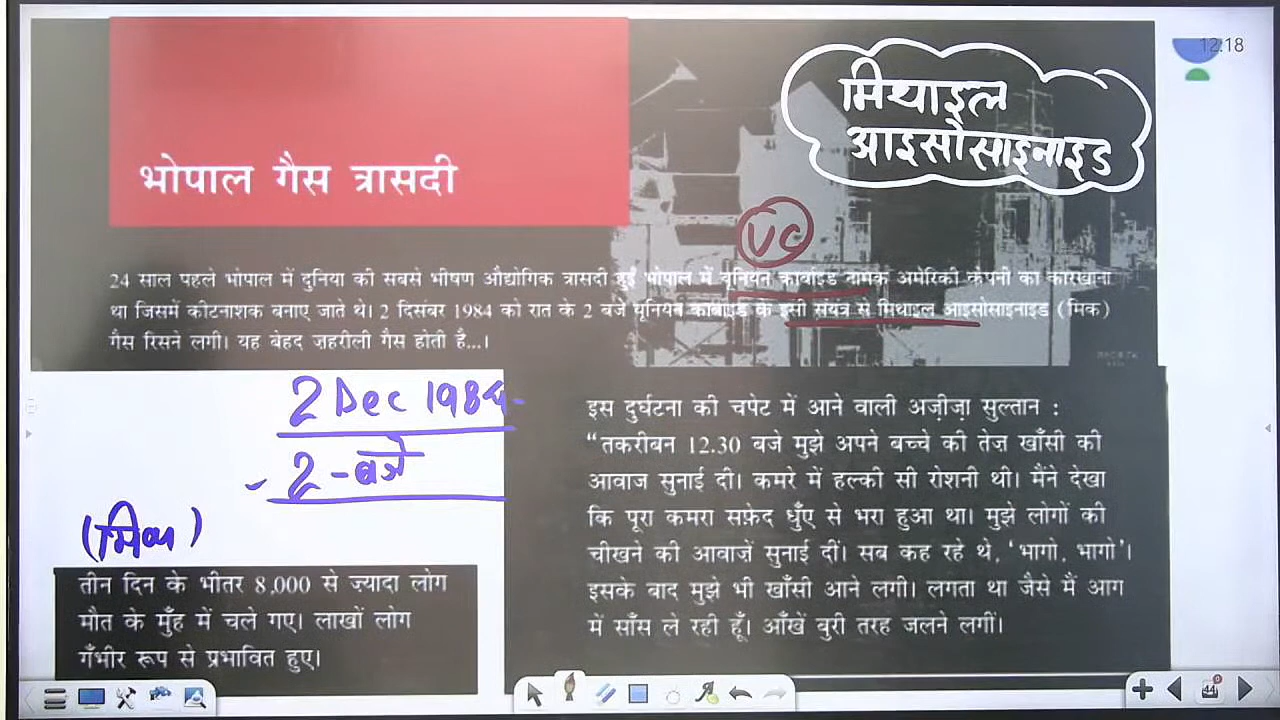 12:18
मिथाइल
आइसोसाइनाइड
भोपाल गैस त्रासदी
UC
24 साल पहले भोपाल में दुनिया की सबसे भीषण औद्योगिक त्रासदी हुई भोपाल में यूनियन कार्बाइड नामक अमेरिकी कंपनी का कारखाना
था जिसमें कीटनाशक बनाए जाते थे। 2 दिसंबर 1984 को रात के 2 बजे यूनियन कार्बाइड के इसी संयंत्र से मिथाइल आइसोसाइनाइड (मिक)
गैस रिसने लगी। यह बेहद ज़हरीली गैस होती है...।
2 Dec 1984
2 - बजे
(मिक)
तीन दिन के भीतर 8,000 से ज़्यादा लोग
मौत के मुँह में चले गए। लाखों लोग
गँभीर रूप से प्रभावित हुए।
इस दुर्घटना की चपेट में आने वाली अज़ीज़ा सुल्तान :
“तकरीबन 12.30 बजे मुझे अपने बच्चे की तेज़ खाँसी की
आवाज सुनाई दी। कमरे में हल्की सी रोशनी थी। मैंने देखा
कि पूरा कमरा सफ़ेद धुँए से भरा हुआ था। मुझे लोगों की
चीखने की आवाज़ें सुनाई दीं। सब कह रहे थे, ‘भागो, भागो’।
इसके बाद मुझे भी खाँसी आने लगी। लगता था जैसे मैं आग
में साँस ले रही हूँ। आँखें बुरी तरह जलने लगीं।
44